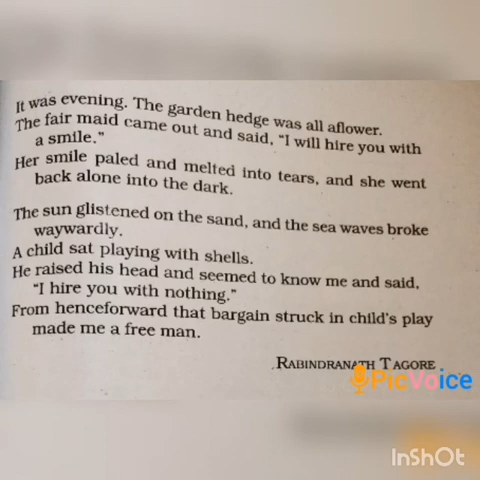 It was evening. The garden hedge was all aflower.
The fair maid came out and said, "I will hire you with
a smile."
Her smile paled and melted into tears, and she went
back alone into the dark.
The sun glistened on the sand, and the sea waves broke
waywardly.
A child sat playing with shells.
He raised his head and seemed to know me and said,
"I hire you with nothing."
From henceforward that bargain struck in child's play
made me a free man.
RABINDRANATH TAGORE
PicVoice
InShOt